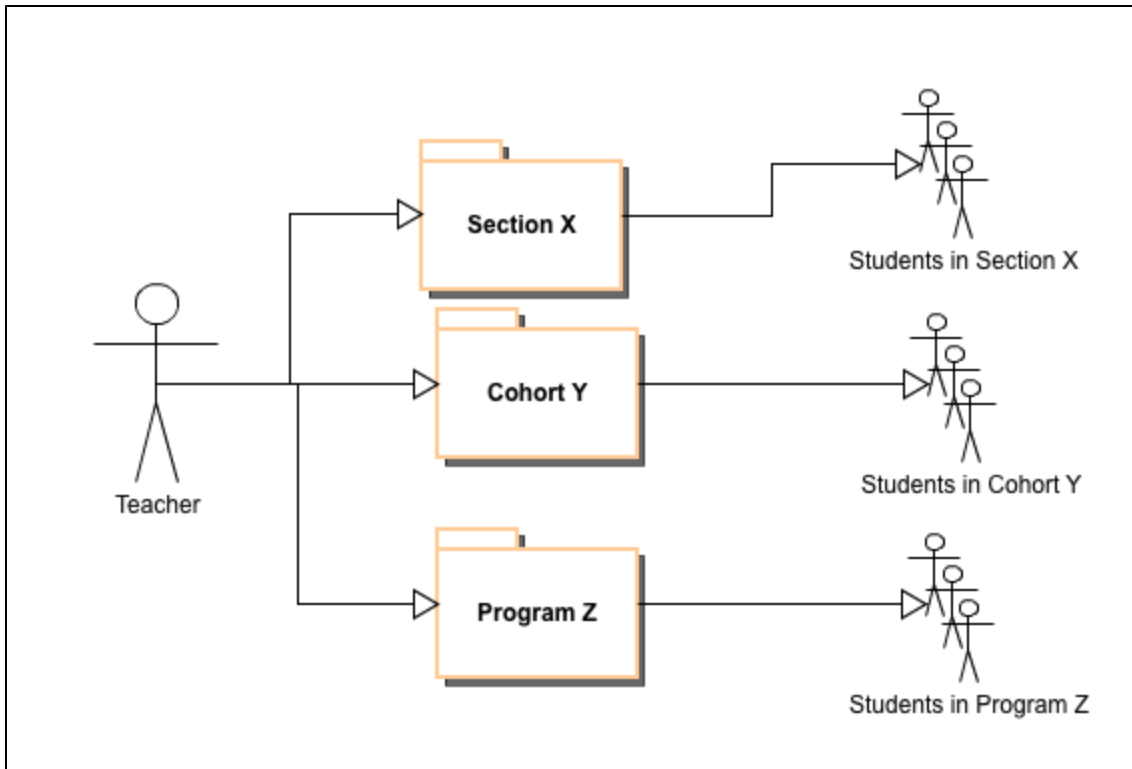 Section X
Students in Section X
Cohort Y
Students in Cohort Y
Teacher
Program Z
Students in Program Z